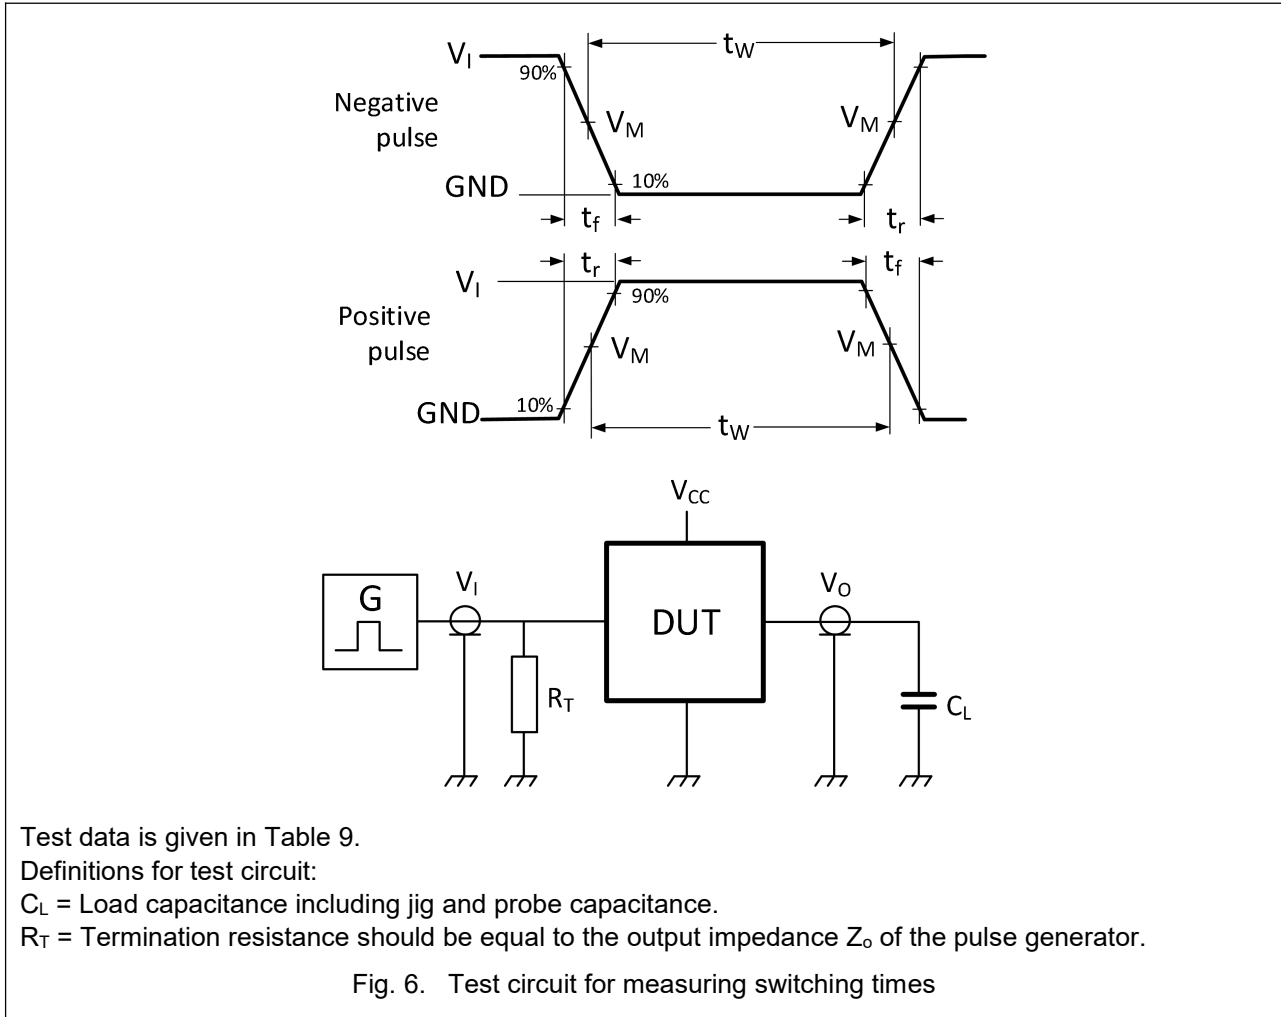 V_I
90%
t_W
Negative
pulse
V_M
V_M
GND
10%
t_f
t_r
t_r
t_f
V_I
90%
Positive
pulse
V_M
V_M
10%
GND
t_W
V_CC
G
V_I
DUT
V_O
R_T
C_L
Test data is given in Table 9.
Definitions for test circuit:
C_L = Load capacitance including jig and probe capacitance.
R_T = Termination resistance should be equal to the output impedance Z_o of the pulse generator.
Fig. 6. Test circuit for measuring switching times